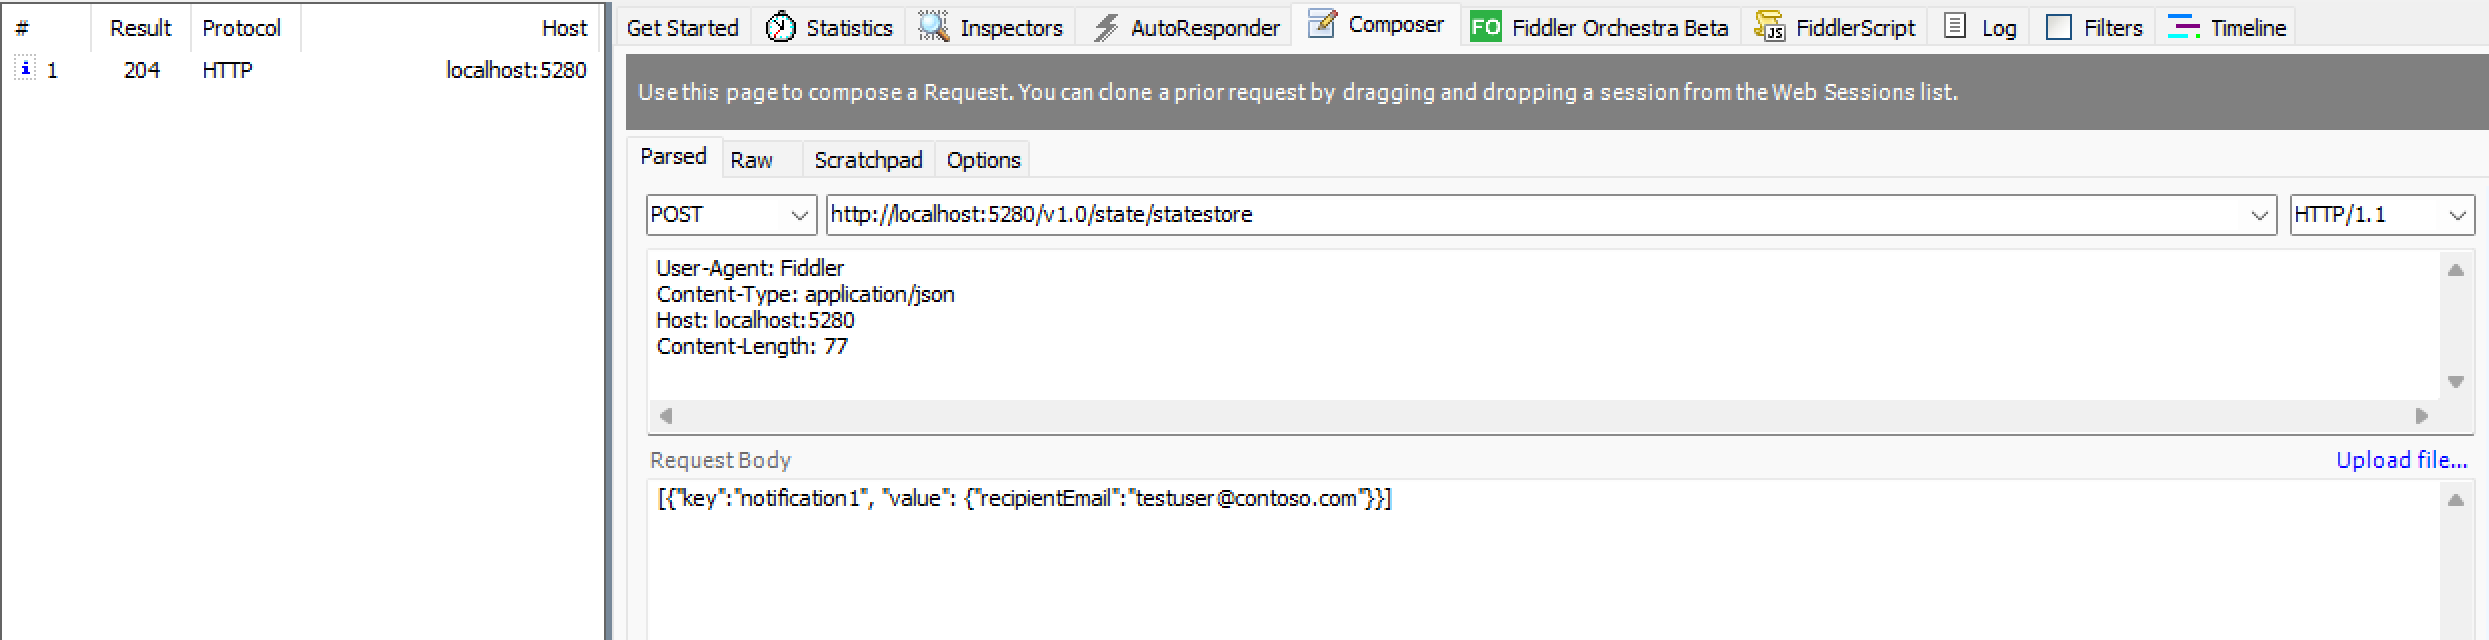 # Result Protocol Host
i 1 204 HTTP localhost:5280
Get Started Statistics Inspectors AutoResponder Composer FO Fiddler Orchestra Beta JS FiddlerScript Log Filters Timeline
Use this page to compose a Request. You can clone a prior request by dragging and dropping a session from the Web Sessions list.
Parsed Raw Scratchpad Options
POST http://localhost:5280/v1.0/state/statestore HTTP/1.1
User-Agent: Fiddler
Content-Type: application/json
Host: localhost:5280
Content-Length: 77
Request Body Upload file...
[{"key":"notification1", "value": {"recipientEmail":"testuser@contoso.com"}}]